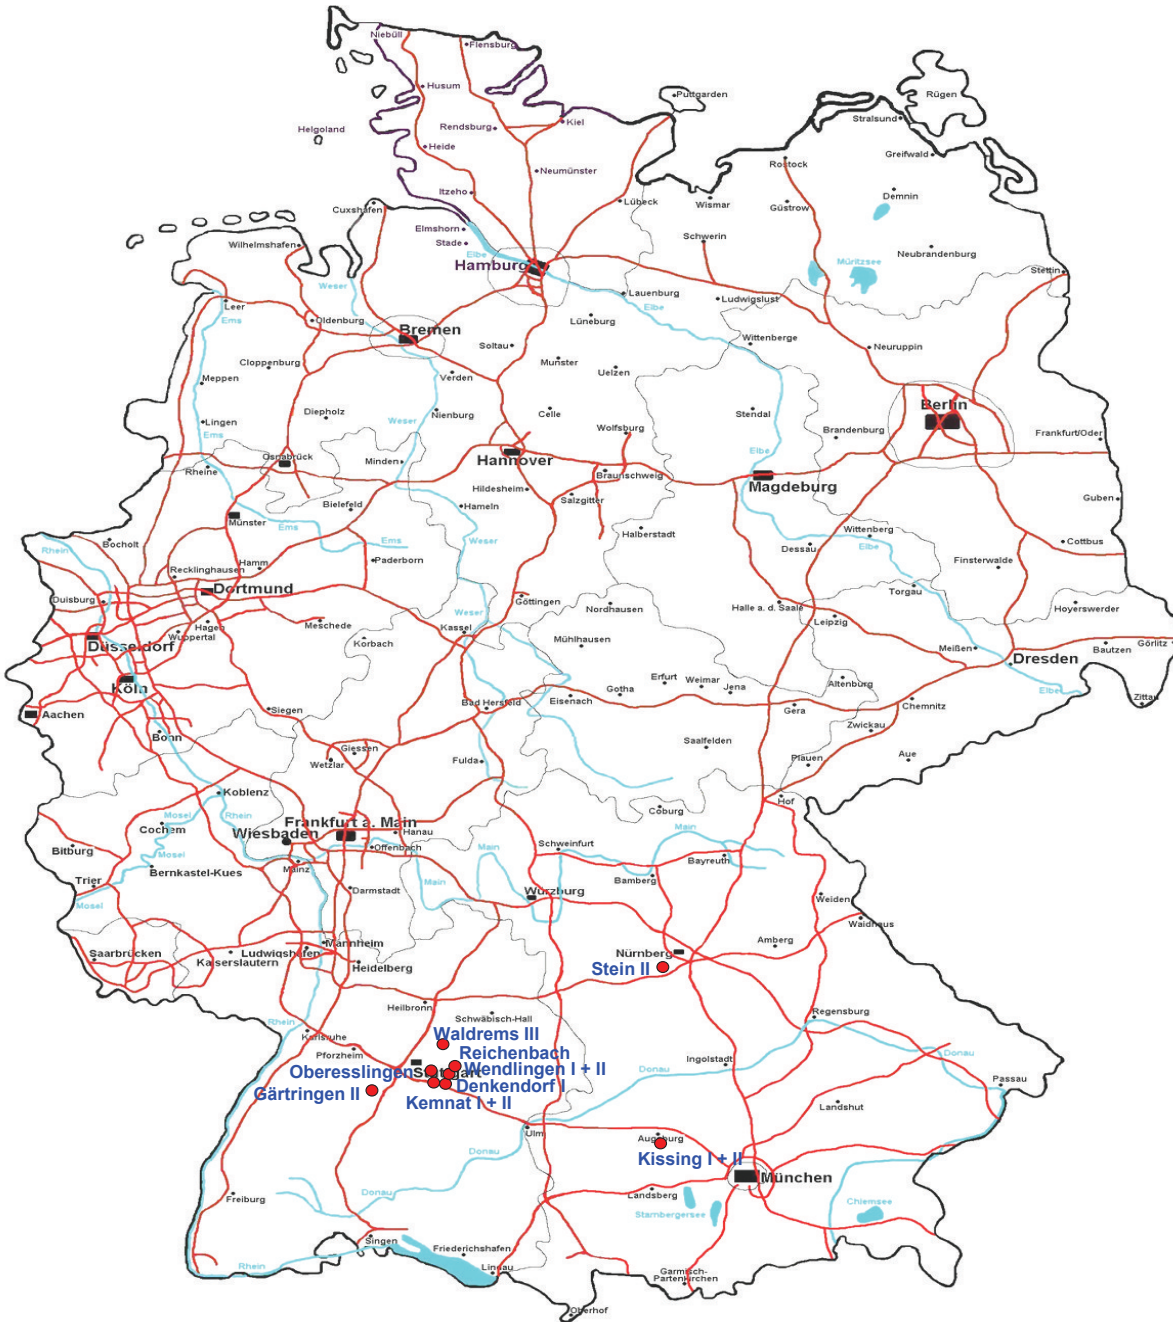 Niebüll
Flensburg
Husum
Puttgarden
Rügen
Helgoland
Rendsburg
Kiel
Stralsund
Heide
Greifwald
Neumünster
Rostock
Itzeho
Lübeck
Wismar
Güstrow
Demnin
Cuxhafen
Elmshorn
Stade
Elbe
Schwerin
Wilhelmshafen
Neubrandenburg
Hamburg
Müritzsee
Stettin
Weser
Lauenburg
Ludwigslust
Leer
Elbe
Ems
Oldenburg
Bremen
Lüneburg
Soltau
Wittenberge
Neuruppin
Munster
Cloppenburg
Uelzen
Meppen
Verden
Berlin
Diepholz
Nienburg
Celle
Stendal
Lingen
Weser
Wolfsburg
Brandenburg
Frankfurt/Oder
Ems
Osnabrück
Minden
Hannover
Elbe
Rheine
Braunschweig
Magdeburg
Hildesheim
Salzgitter
Guben
Bielefeld
Hameln
Münster
Ems
Halberstadt
Wittenberg
Rhein
Bocholt
Ems
Weser
Dessau
Elbe
Cottbus
Hamm
Paderborn
Finsterwalde
Recklinghausen
Dortmund
Torgau
Duisburg
Göttingen
Nordhausen
Halle a. d. Saale
Hoyerswerder
Weser
Hagen
Meschede
Leipzig
Wuppertal
Kassel
Mühlhausen
Düsseldorf
Korbach
Meißen
Bautzen
Görlitz
Dresden
Köln
Erfurt
Weimar
Jena
Altenburg
Elbe
Gotha
Eisenach
Bad Hersfeld
Chemnitz
Zittau
Aachen
Siegen
Gera
Zwickau
Bonn
Giessen
Saalfelden
Wetzlar
Fulda
Plauen
Aue
Koblenz
Hof
Mosel
Rhein
Coburg
Cochem
Frankfurt a. Main
Wiesbaden
Hanau
Main
Bitburg
Mosel
Offenbach
Main
Schweinfurt
Bayreuth
Bernkastel-Kues
Mainz
Trier
Main
Bamberg
Darmstadt
Würzburg
Mosel
Weiden
Waidhaus
Mannheim
Amberg
Saarbrücken
Ludwigshafen
Nürnberg
Kaiserslautern
Heidelberg
Stein II
Heilbronn
Schwäbisch-Hall
Regensburg
Rhein
Karlsruhe
Waldrems III
Pforzheim
Reichenbach
Donau
Ingolstadt
Oberesslingen
Stuttgart
Wendlingen I + II
Donau
Gärtringen II
Denkendorf I
Passau
Kemnat I + II
Landshut
Ulm
Augsburg
Donau
Kissing I + II
München
Donau
Freiburg
Landsberg
Chiemsee
Starnbergersee
Singen
Friederichshafen
Rhein
Lindau
Garmisch-
Partenkirchen
Oberhof